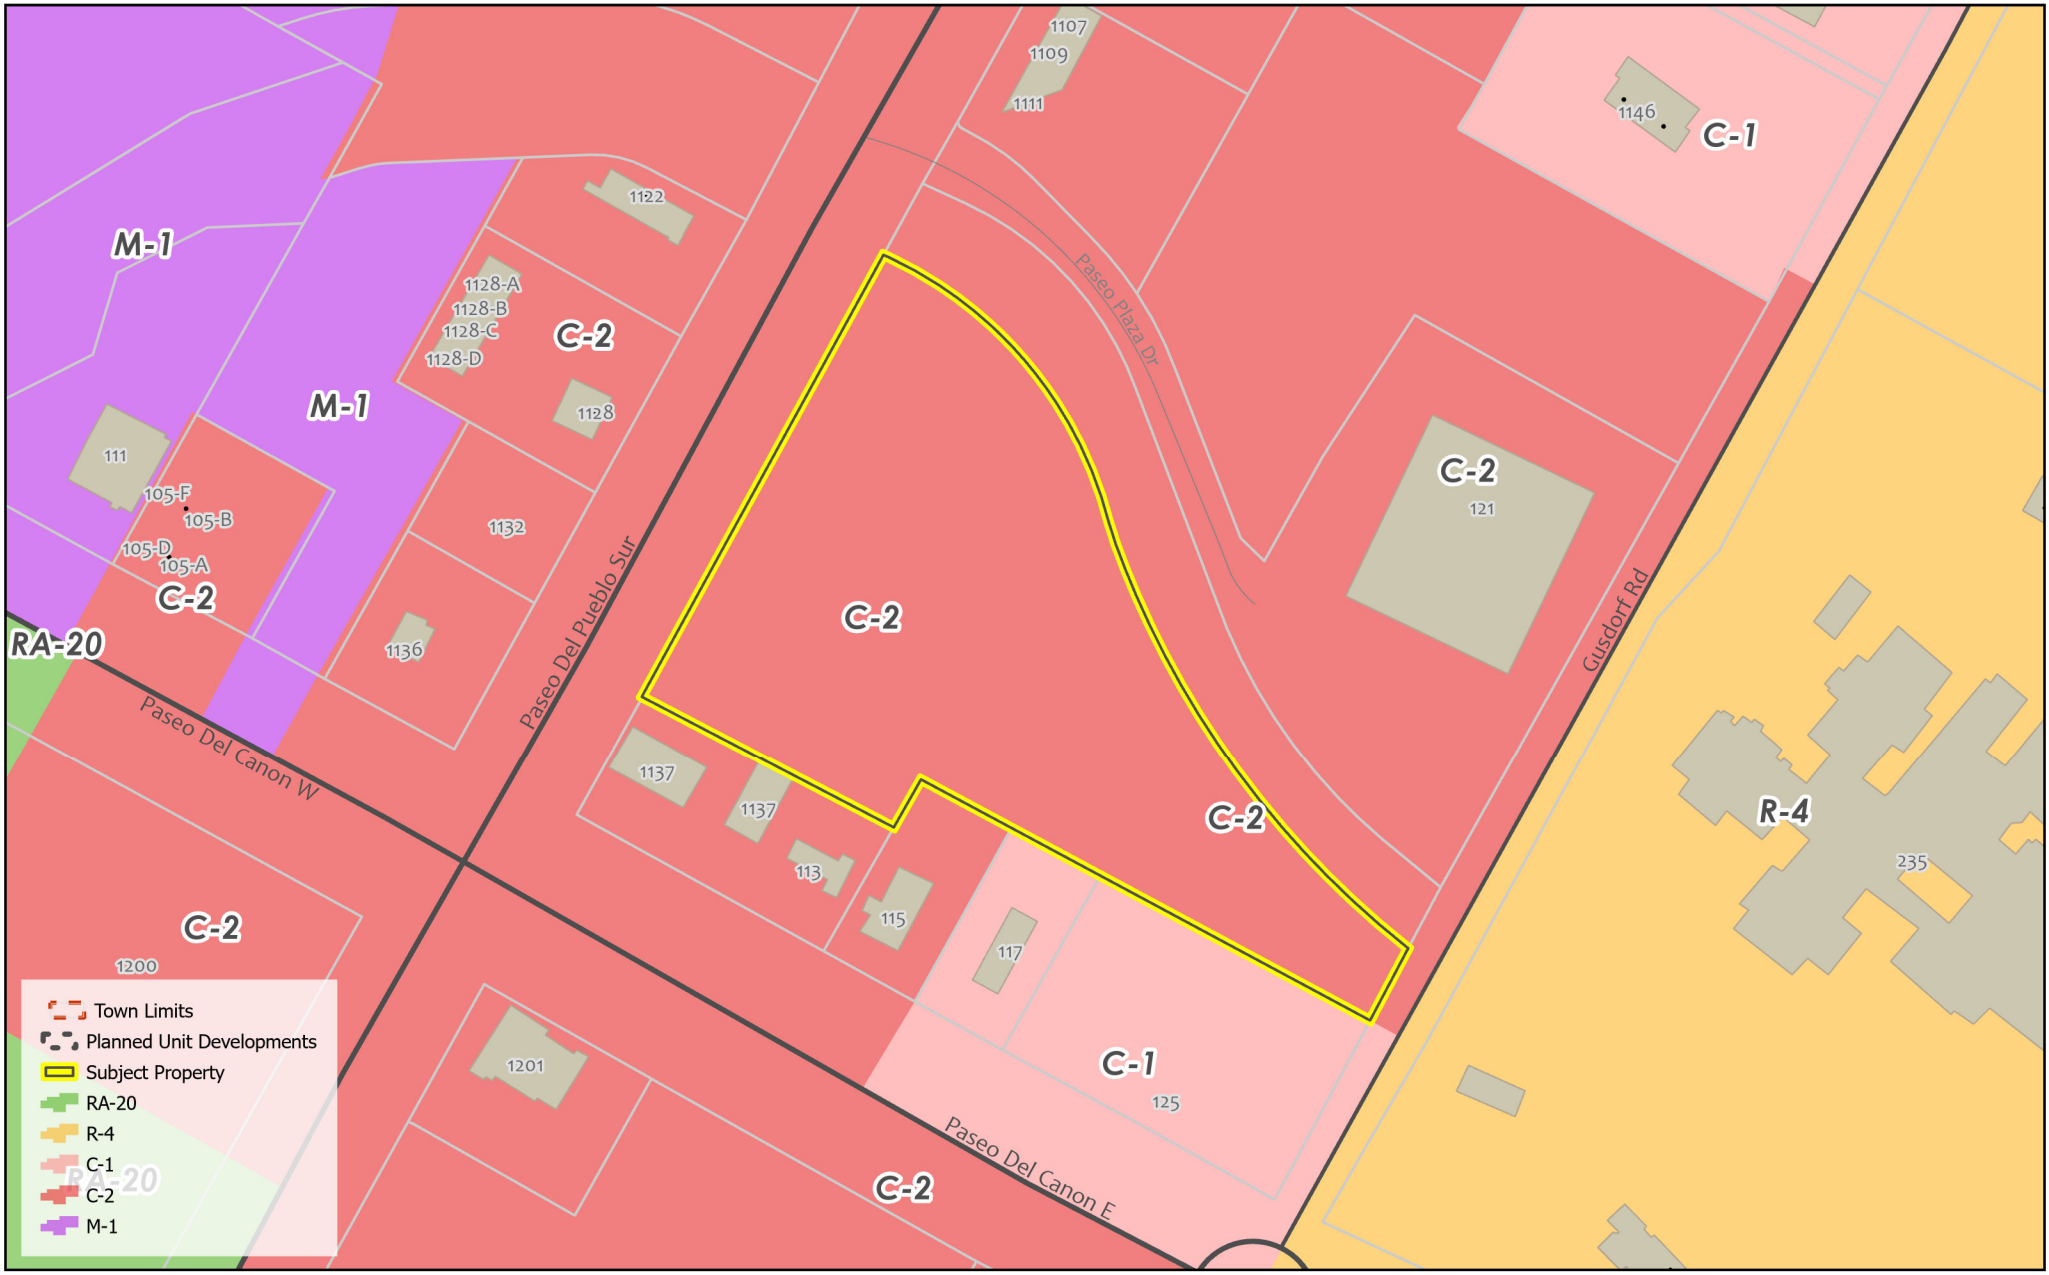 1107
1109
1111
1146
C-1
1122
M-1
Paseo Plaza Dr
1128-A
1128-B
1128-C
1128-D
C-2
M-1
1128
111
C-2
121
105-F
105-B
105-D
105-A
C-2
1132
1136
RA-20
Paseo Del Pueblo Sur
C-2
Gusdorf Rd
Paseo Del Canon W
1137
1137
113
115
C-2
R-4
235
C-2
1200
117
C-1
125
1201
Paseo Del Canon E
C-2
Town Limits
Planned Unit Developments
Subject Property
RA-20
R-4
C-1
RA-20
C-2
M-1